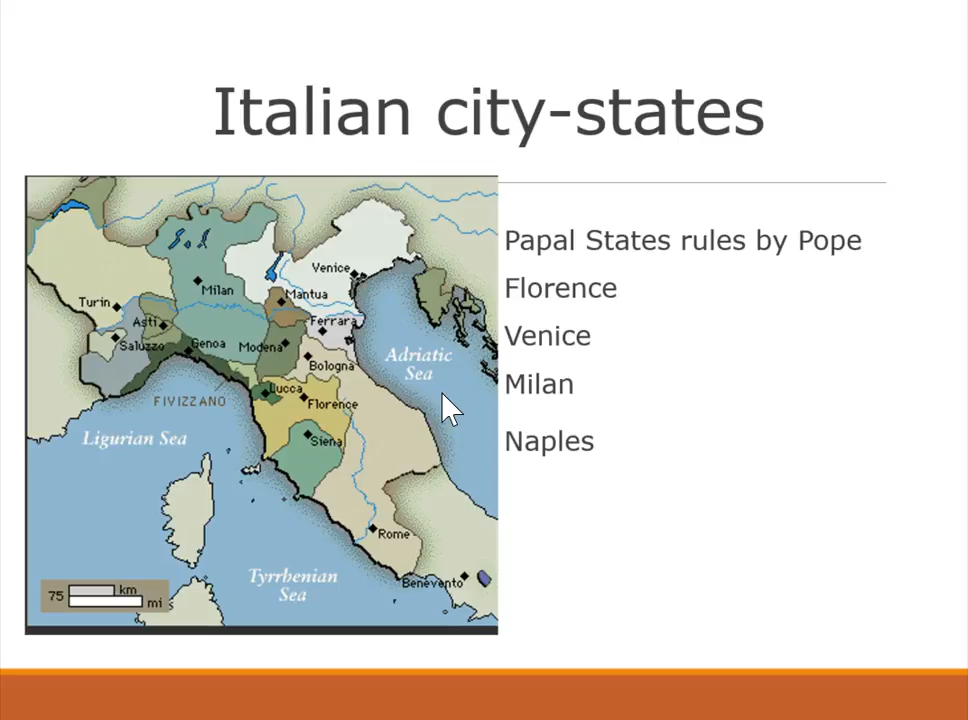 Italian city-states
Papal States rules by Pope
Florence
Venice
Milan
Naples
Venice
Milan
Mantua
Turin
Asti
Ferrara
Saluzzo
Genoa
Modena
Adriatic
Sea
Bologna
Lucca
FIVIZZANO
Florence
Ligurian Sea
Siena
Rome
Tyrrhenian
Sea
Benevento
75 km
mi